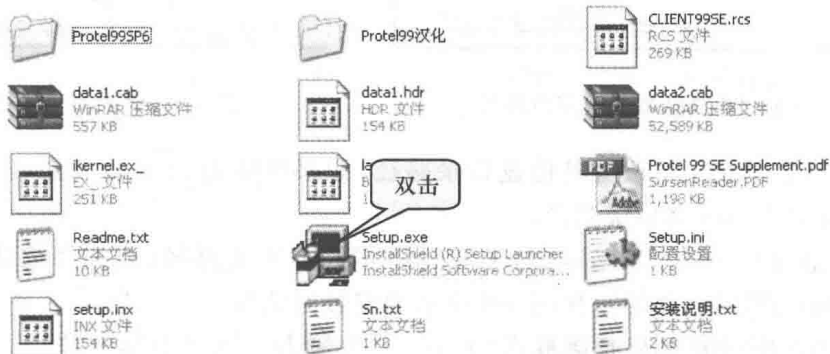 Protel99SP6
Protel99汉化
CLIENT99SE.rcs
RCS 文件
269 KB
data1.cab
WinRAR 压缩文件
557 KB
data1.hdr
HDR 文件
154 KB
data2.cab
WinRAR 压缩文件
52,589 KB
ikernel.ex_
EX_ 文件
251 KB
la
B
1
双击
Protel 99 SE Supplement.pdf
SursenReader.PDF
1,198 KB
Readme.txt
文本文档
10 KB
Setup.exe
InstallShield (R) Setup Launcher
InstallShield Software Corpora...
Setup.ini
配置设置
1 KB
setup.inx
INX 文件
154 KB
Sn.txt
文本文档
1 KB
安装说明.txt
文本文档
2 KB